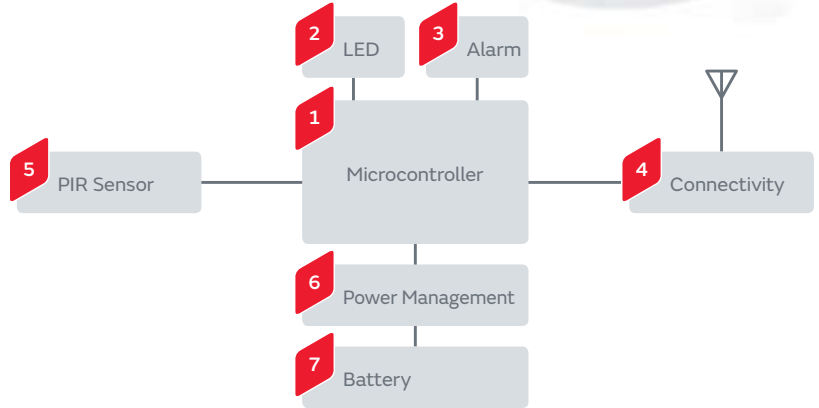 2
LED
3
Alarm
1
Microcontroller
5
PIR Sensor
4
Connectivity
6
Power Management
7
Battery